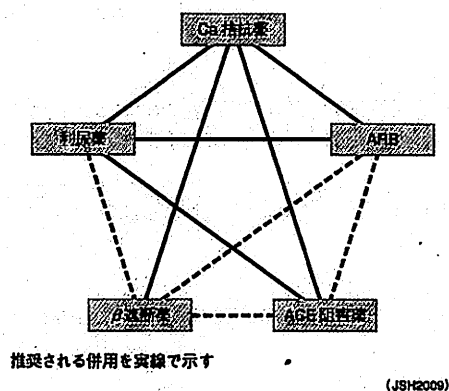 Ca拮抗薬
利尿薬
ARB
β遮断薬
ACE阻害薬
推奨される併用を実線で示す
(JSH2009)